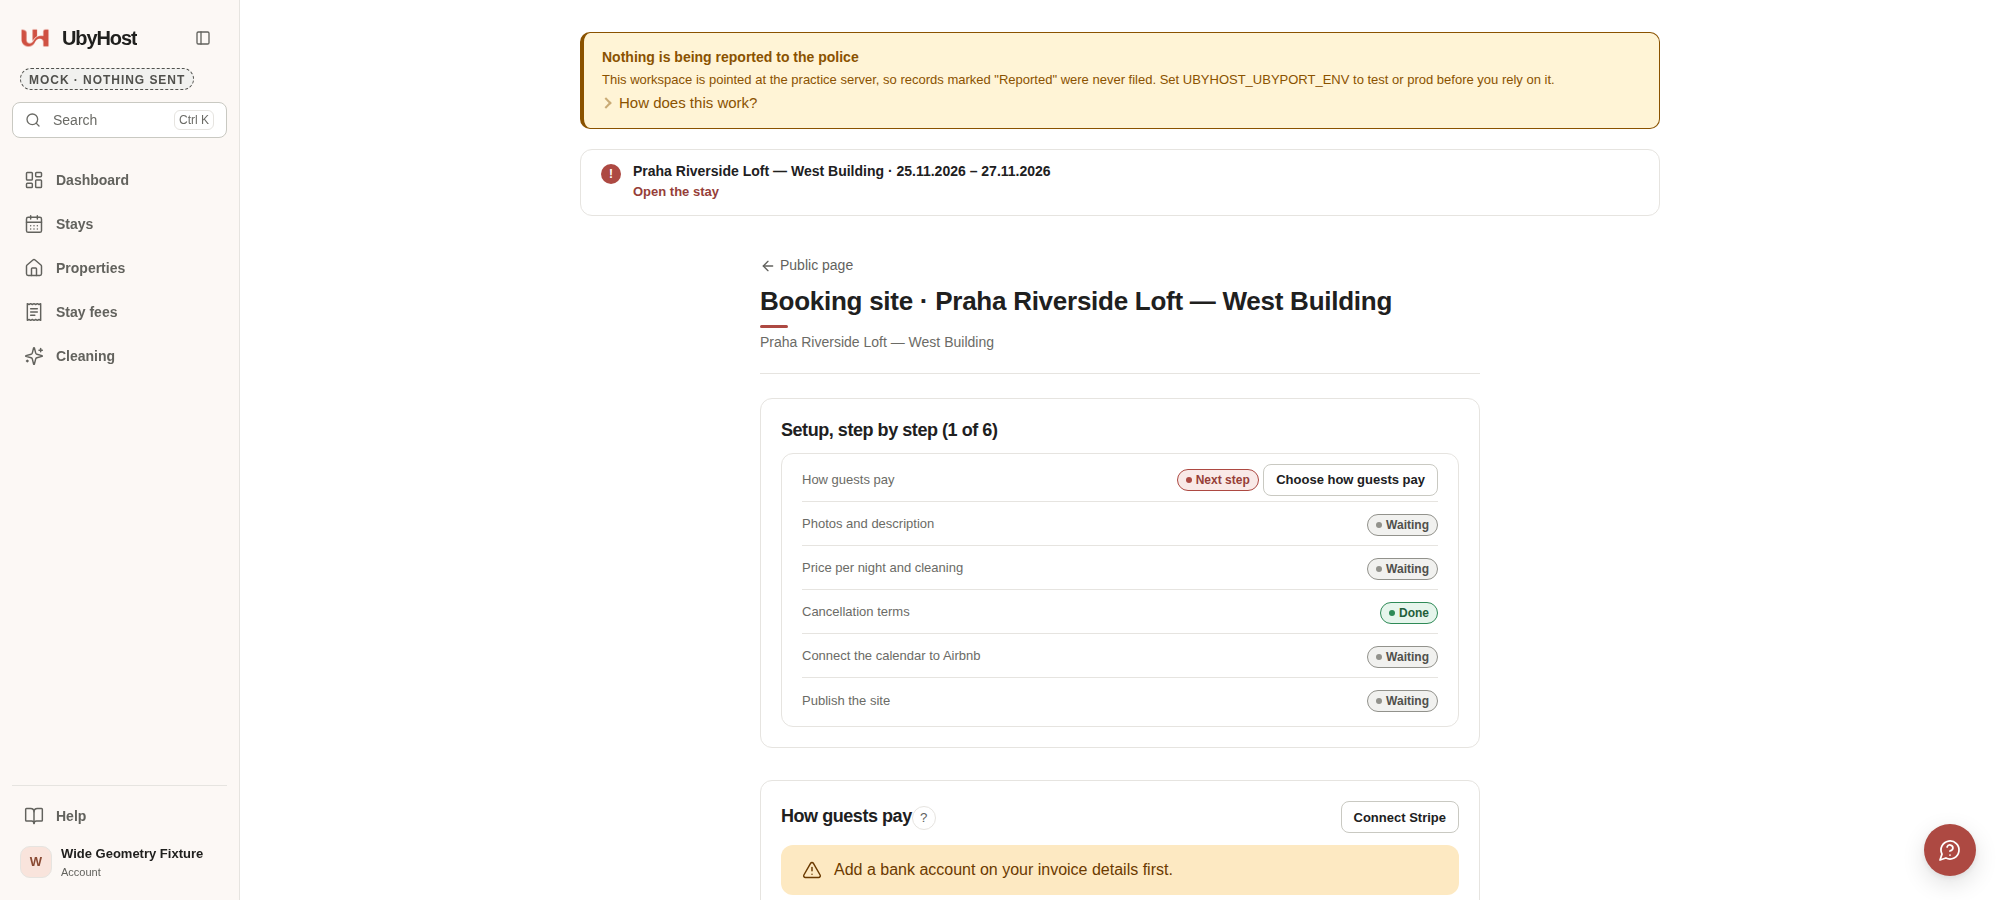 UbyHost
MOCK · NOTHING SENT
Search
Ctrl K
Dashboard
Stays
Properties
Stay fees
Cleaning
Help
W
Wide Geometry Fixture
Account
Nothing is being reported to the police
This workspace is pointed at the practice server, so records marked "Reported" were never filed. Set UBYHOST_UBYPORT_ENV to test or prod before you rely on it.
How does this work?
!
Praha Riverside Loft — West Building · 25.11.2026 – 27.11.2026
Open the stay
Public page
Booking site · Praha Riverside Loft — West Building
Praha Riverside Loft — West Building
Setup, step by step (1 of 6)
How guests pay
Next step
Choose how guests pay
Photos and description
Waiting
Price per night and cleaning
Waiting
Cancellation terms
Done
Connect the calendar to Airbnb
Waiting
Publish the site
Waiting
How guests pay
?
Connect Stripe
Add a bank account on your invoice details first.